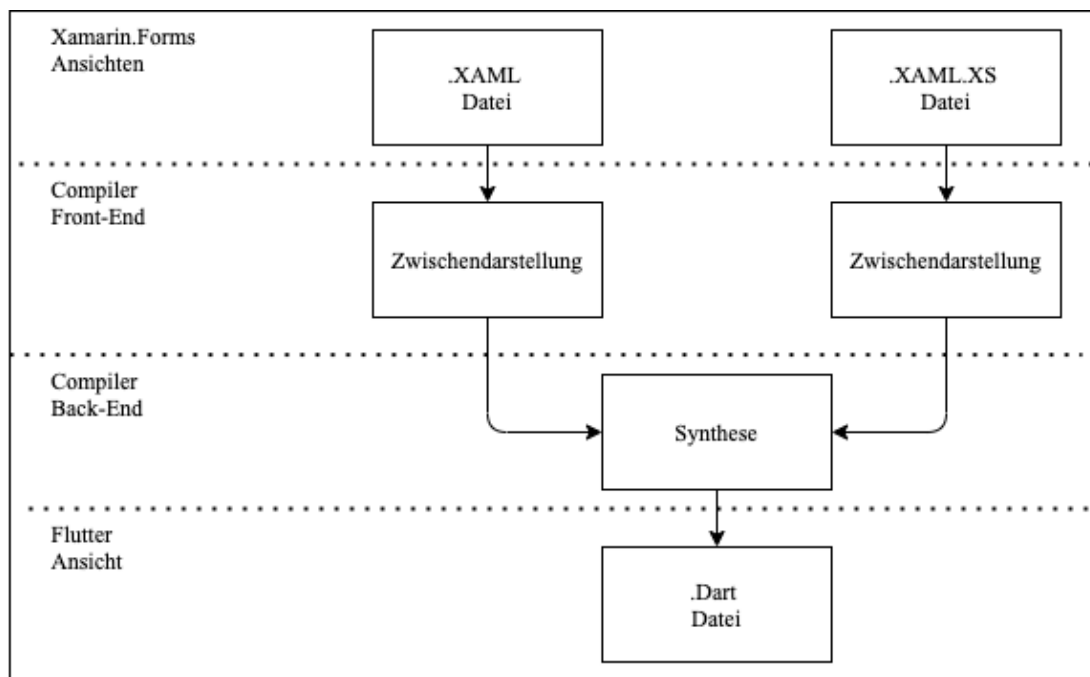 Xamarin.Forms
Ansichten
.XAML
Datei
.XAML.XS
Datei
Compiler
Front-End
Zwischendarstellung
Zwischendarstellung
Compiler
Back-End
Synthese
Flutter
Ansicht
.Dart
Datei